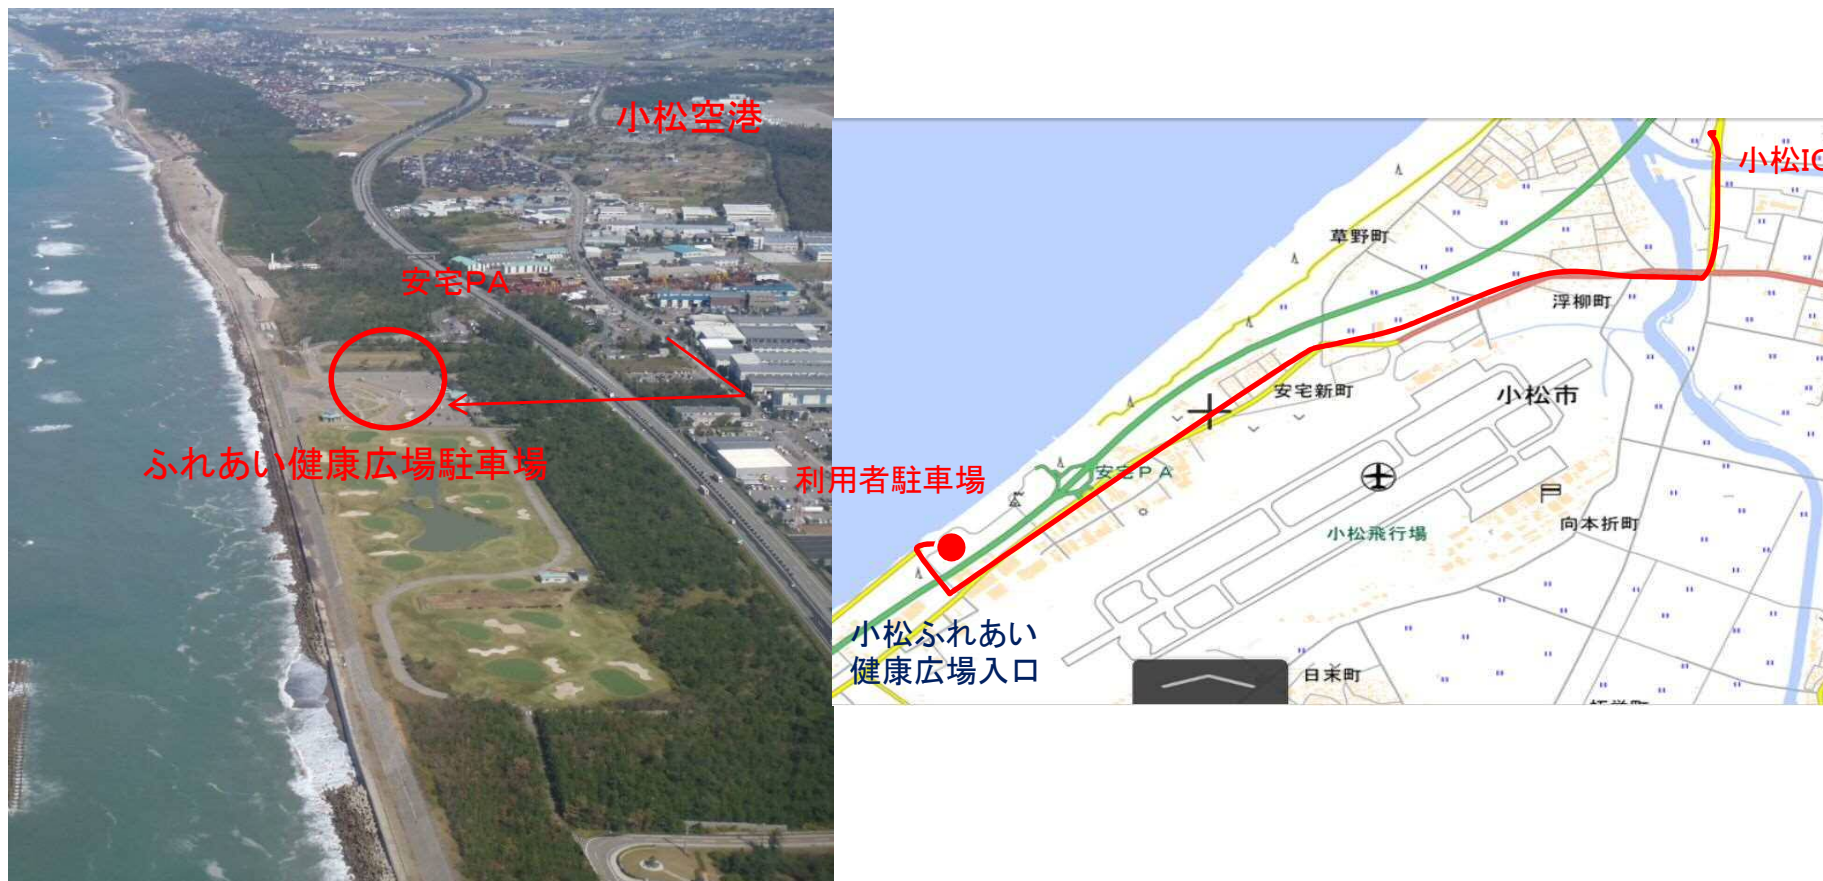 小松空港
安宅PA
ふれあい健康広場駐車場
小松IC
草野町
浮柳町
安宅新町
小松市
利用者駐車場
安宅PA
向本折町
小松飛行場
小松ふれあい
健康広場入口
日末町